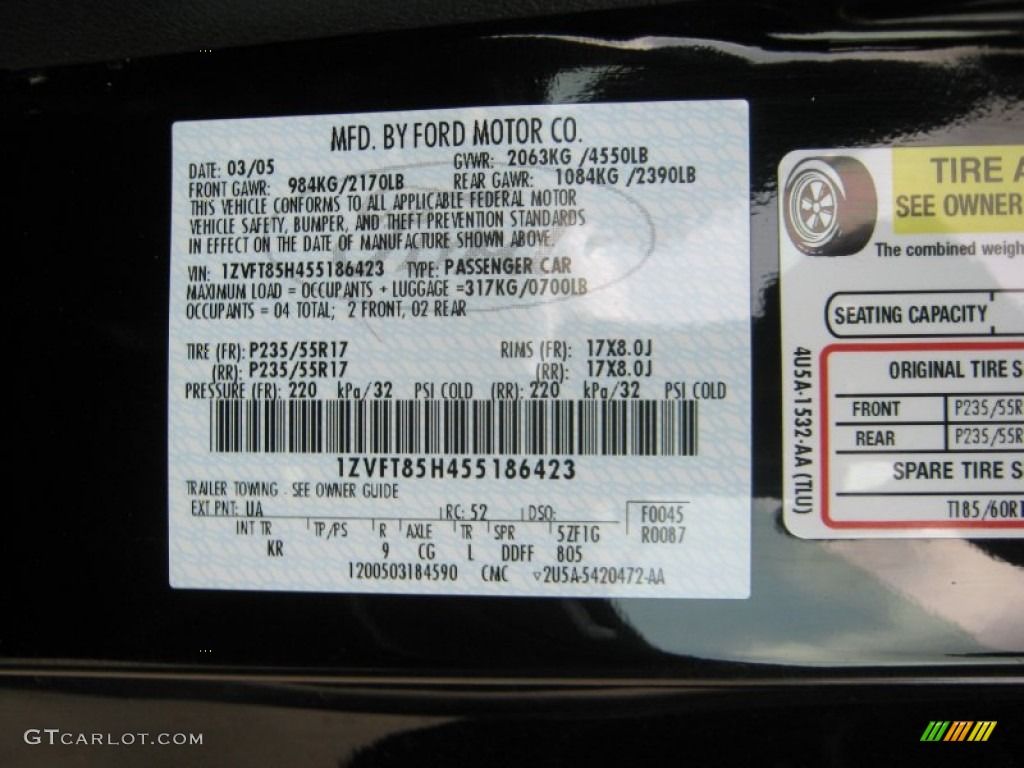 MFD. BY FORD MOTOR CO.
DATE: 03/05 GVWR: 2063KG /4550LB
FRONT GAWR: 984KG/2170LB REAR GAWR: 1084KG /2390LB
THIS VEHICLE CONFORMS TO ALL APPLICABLE FEDERAL MOTOR
VEHICLE SAFETY, BUMPER, AND THEFT PREVENTION STANDARDS
IN EFFECT ON THE DATE OF MANUFACTURE SHOWN ABOVE.
VIN: 1ZVFT85H455186423 TYPE: PASSENGER CAR
MAXIMUM LOAD = OCCUPANTS + LUGGAGE =317KG/0700LB
OCCUPANTS = 04 TOTAL; 2 FRONT, 02 REAR
TIRE (FR): P235/55R17 RIMS (FR): 17X8.0J
(RR): P235/55R17 (RR): 17X8.0J
PRESSURE (FR): 220 kPa/32 PSI COLD (RR): 220 kPa/32 PSI COLD
1ZVFT85H455186423
TRAILER TOWING - SEE OWNER GUIDE
EXT PNT: UA RC: 52 DSO: F0045
INT TR TP/PS R AXLE TR SPR 5ZF1G R0087
KR 9 CG L DDFF 805
1200503184590 CMC ▿2U5A-5420472-AA
TIRE A
SEE OWNER
The combined weigh
SEATING CAPACITY
ORIGINAL TIRE S
FRONT P235/55R
REAR P235/55R
SPARE TIRE S
T185/60R1
4U5A-1532-AA (TLU)
GTCARLOT.COM